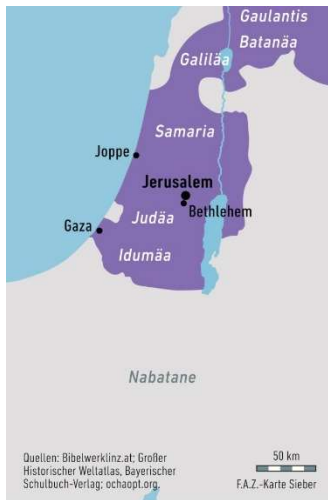 Gaulantis
Batanäa
Galiläa
Samaria
Joppe
Jerusalem
Bethlehem
Judäa
Gaza
Idumäa
Nabatane
Quellen: Bibelwerklinz.at; Großer
Historischer Weltatlas, Bayerischer
Schulbuch-Verlag; ochaopt.org.
50 km
F.A.Z.-Karte Sieber